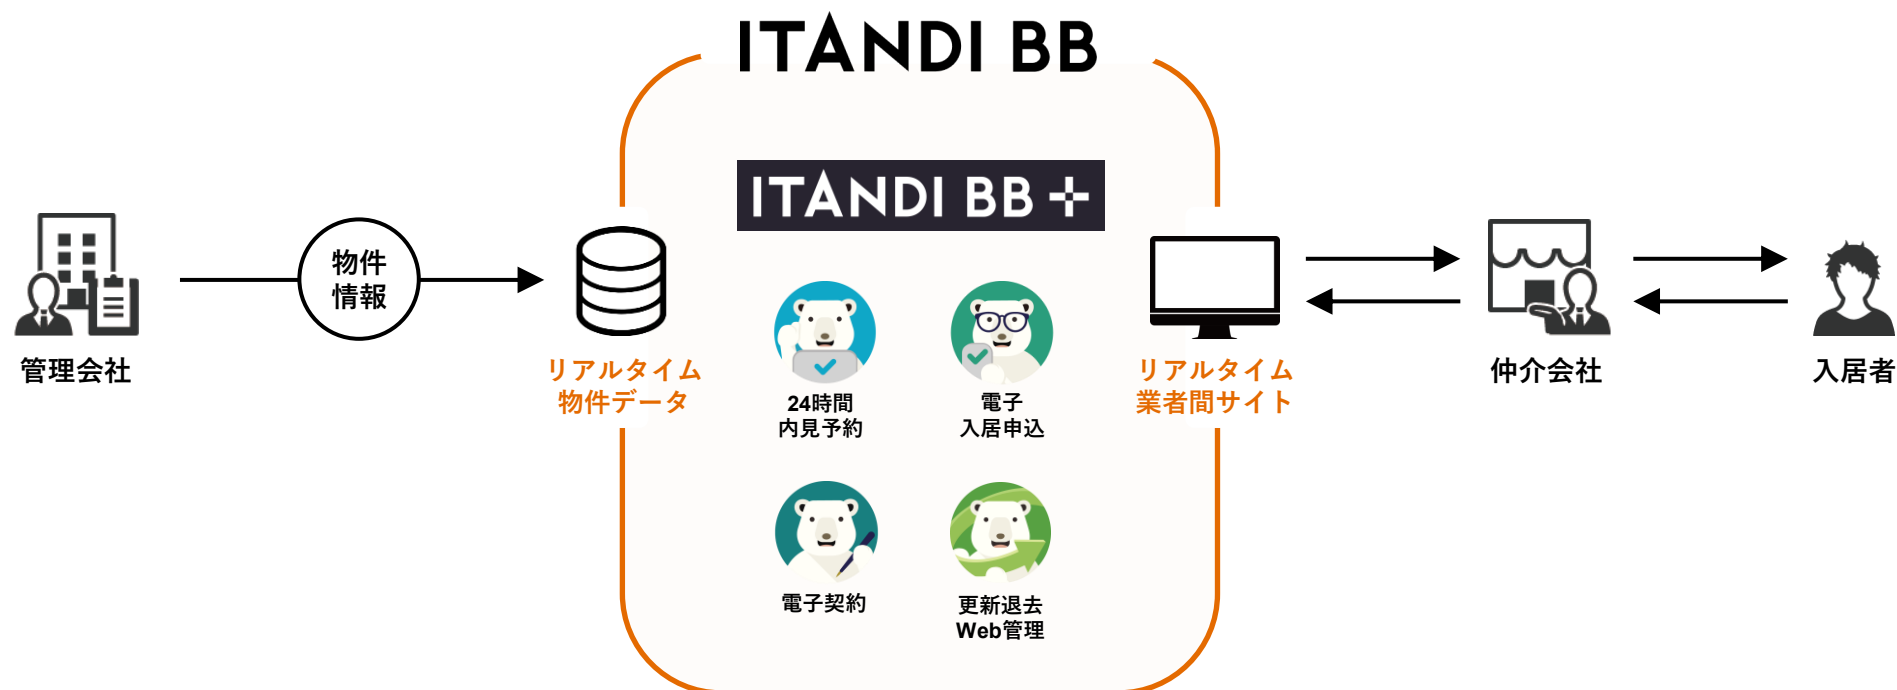 ITANDI BB
ITANDI BB
物件
情報
管理会社
リアルタイム
物件データ
24時間
内見予約
電子
入居申込
電子契約
更新退去
Web管理
リアルタイム
業者間サイト
仲介会社
入居者